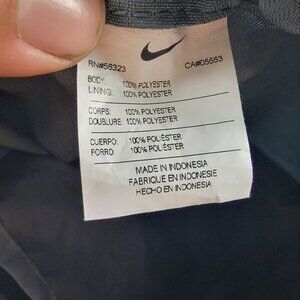 RN#56323 CA#05553
BODY: 100% POLYESTER
LINING: 100% POLYESTER
CORPS: 100% POLYESTER
DOUBLURE: 100% POLYESTER
CUERPO: 100% POLIÉSTER
FORRO: 100% POLIÉSTER
MADE IN INDONESIA
FABRIQUE EN INDONESIE
HECHO EN INDONESIA